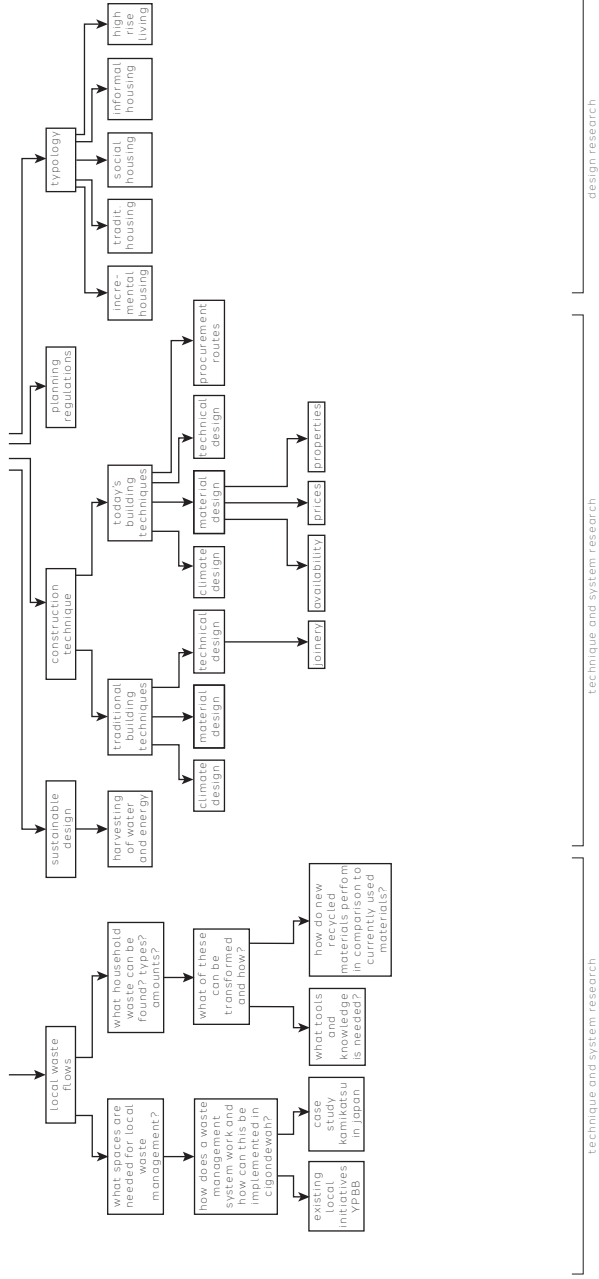 local waste
flows
what spaces are
needed for local
waste
management?
what household
waste can be
found? types?
amounts?
how does a waste
management
system work and
how can this be
implemented in
cigondewah?
what of these
can be
transformed
and how?
existing
local
initiatives
YPBB
case
study
kamikatsu
in japan
what tools
and
knowledge
is needed?
how do new
recycled
materials perfom
in comparison to
currently used
materials?
technique and system research
sustainable
design
harvesting
of water
and energy
construction
technique
traditional
building
techniques
today's
building
techniques
climate
design
material
design
technical
design
climate
design
material
design
technical
design
procurement
routes
joinery
availability
prices
properties
planning
regulations
technique and system research
typology
incre-
mental
housing
tradit.
housing
social
housing
informal
housing
high
rise
living
design research